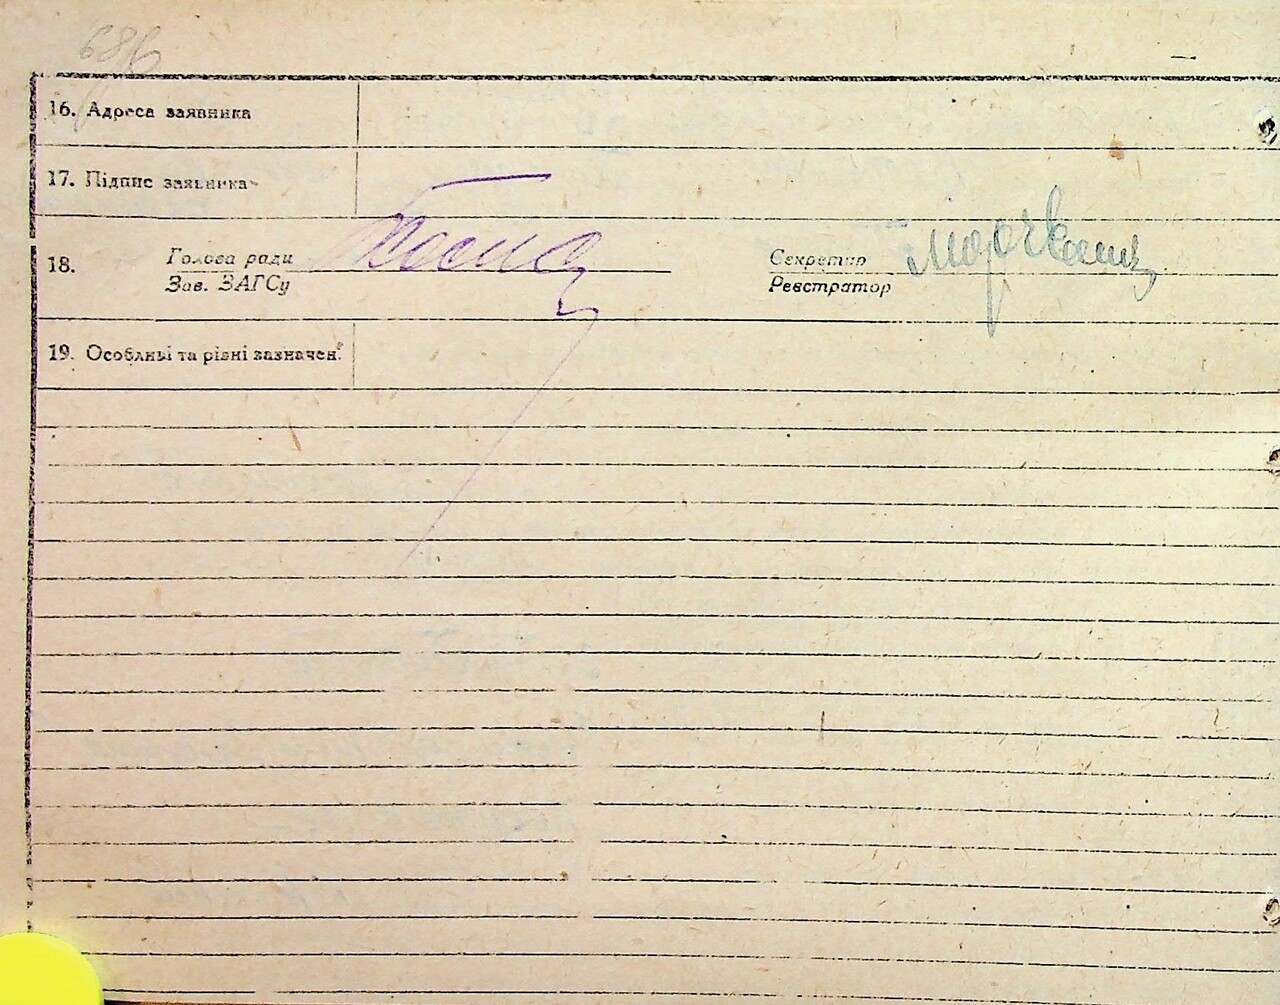 68б
16. Адреса заявника
17. Підпис заявника
18. Голова ради Секретар
Зав. ЗАГСу Реєстратор
19. Особливі та різні зазначен.